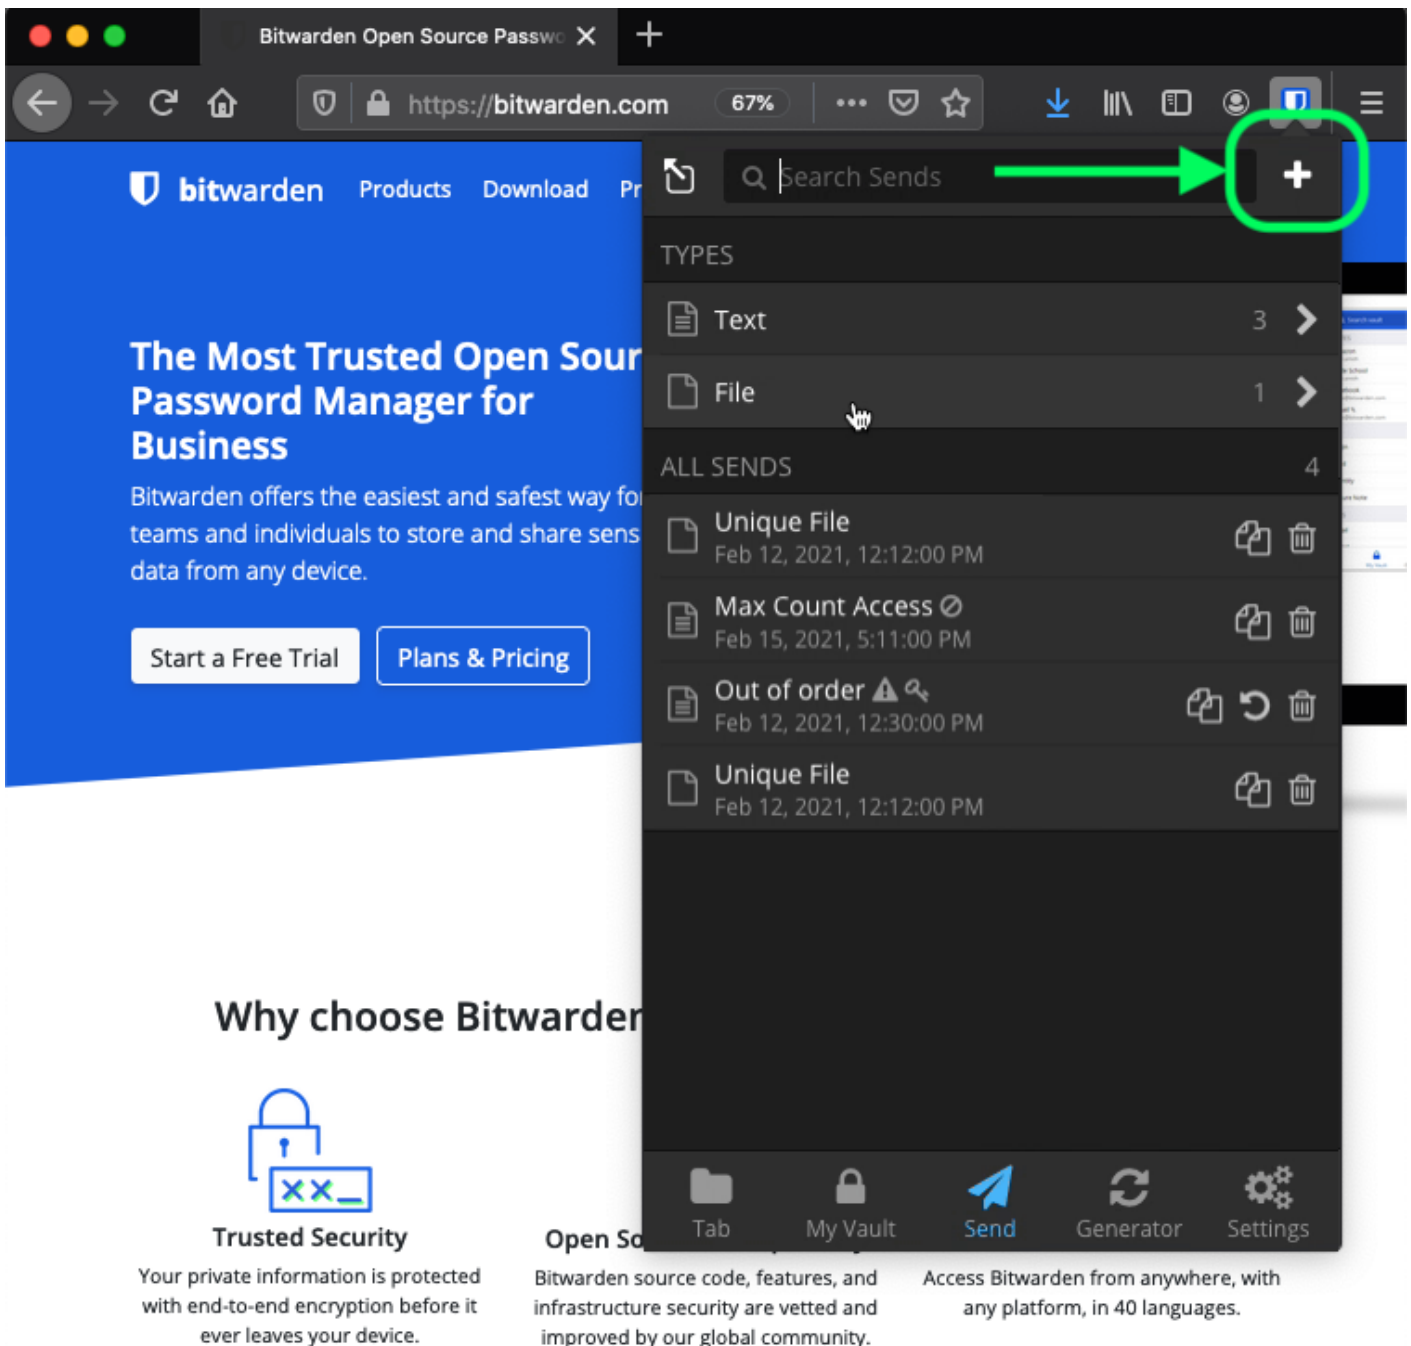 Bitwarden Open Source Passwo
https://bitwarden.com
67%
bitwarden
Products
Download
Pr
Search Sends
TYPES
Text
3
File
1
ALL SENDS
4
Unique File
Feb 12, 2021, 12:12:00 PM
Max Count Access
Feb 15, 2021, 5:11:00 PM
Out of order
Feb 12, 2021, 12:30:00 PM
Unique File
Feb 12, 2021, 12:12:00 PM
Tab
My Vault
Send
Generator
Settings
The Most Trusted Open Sour
Password Manager for
Business
Bitwarden offers the easiest and safest way fo
teams and individuals to store and share sens
data from any device.
Start a Free Trial
Plans & Pricing
Why choose Bitwarden
Trusted Security
Your private information is protected
with end-to-end encryption before it
ever leaves your device.
Open So
Bitwarden source code, features, and
infrastructure security are vetted and
improved by our global community.
Access Bitwarden from anywhere, with
any platform, in 40 languages.